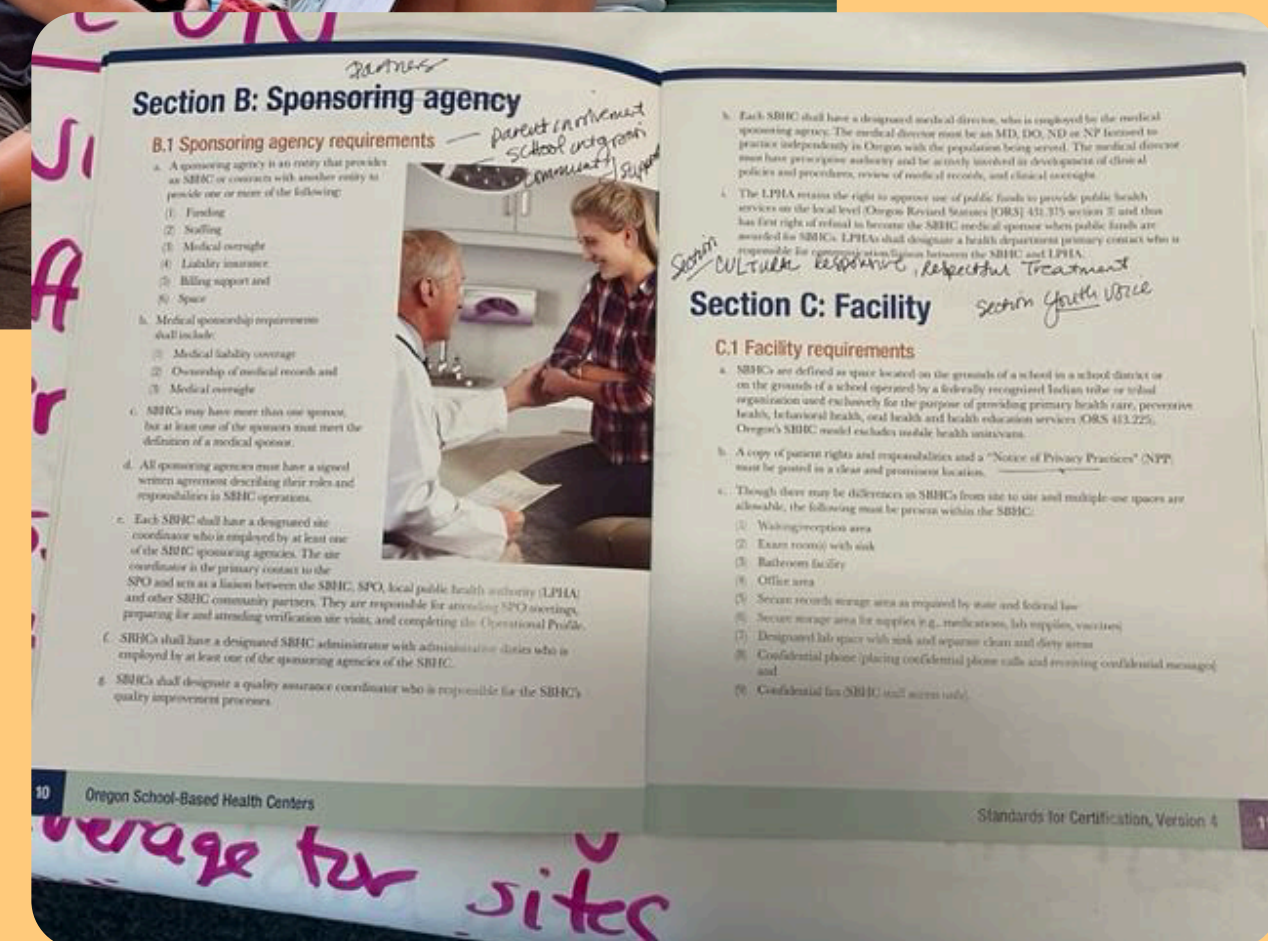 Partners
Section B: Sponsoring agency
B.1 Sponsoring agency requirements
parent involvement
school integration
community support
a. A sponsoring agency is an entity that provides
an SBHC or contracts with another entity to
provide one or more of the following:
(1) Funding
(2) Staffing
(3) Medical oversight
(4) Liability insurance
(5) Billing support and
(6) Space
b. Medical sponsorship requirements
shall include:
(1) Medical liability coverage
(2) Ownership of medical records and
(3) Medical oversight
c. SBHCs may have more than one sponsor,
but at least one of the sponsors must meet the
definition of a medical sponsor.
d. All sponsoring agencies must have a signed
written agreement describing their roles and
responsibilities in SBHC operations.
e. Each SBHC shall have a designated site
coordinator who is employed by at least one
of the SBHC sponsoring agencies. The site
coordinator is the primary contact to the
SPO and acts as a liaison between the SBHC, SPO, local public health authority (LPHA)
and other SBHC community partners. They are responsible for attending SPO meetings,
preparing for and attending verification site visits, and completing the Operational Profile.
f. SBHCs shall have a designated SBHC administrator with administrative duties who is
employed by at least one of the sponsoring agencies of the SBHC.
g. SBHCs shall designate a quality assurance coordinator who is responsible for the SBHC's
quality improvement processes.
10 Oregon School-Based Health Centers
h. Each SBHC shall have a designated medical director, who is employed by the medical
sponsoring agency. The medical director must be an MD, DO, ND or NP licensed to
practice independently in Oregon with the population being served. The medical director
must have prescriptive authority and be actively involved in development of clinical
policies and procedures, review of medical records, and clinical oversight.
i. The LPHA retains the right to approve use of public funds to provide public health
services on the local level (Oregon Revised Statutes [ORS] 431.375 section 3) and thus
has first right of refusal to become the SBHC medical sponsor when public funds are
awarded for SBHCs. LPHAs shall designate a health department primary contact who is
responsible for communication/liaison between the SBHC and LPHA.
Section CULTURAL Responsive, Respectful Treatment
Section C: Facility
Section Youth Voice
C.1 Facility requirements
a. SBHCs are defined as space located on the grounds of a school in a school district or
on the grounds of a school operated by a federally recognized Indian tribe or tribal
organization used exclusively for the purpose of providing primary health care, preventive
health, behavioral health, oral health and health education services (ORS 413.225).
Oregon's SBHC model excludes mobile health units/vans.
b. A copy of patient rights and responsibilities and a "Notice of Privacy Practices" (NPP)
must be posted in a clear and prominent location.
c. Though there may be differences in SBHCs from site to site and multiple-use spaces are
allowable, the following must be present within the SBHC:
(1) Waiting/reception area
(2) Exam room(s) with sink
(3) Bathroom facility
(4) Office area
(5) Secure records storage area as required by state and federal law
(6) Secure storage area for supplies (e.g., medications, lab supplies, vaccines)
(7) Designated lab space with sink and separate clean and dirty areas
(8) Confidential phone (placing confidential phone calls and receiving confidential messages)
and
(9) Confidential fax (SBHC staff access only).
Standards for Certification, Version 4
verage for sites